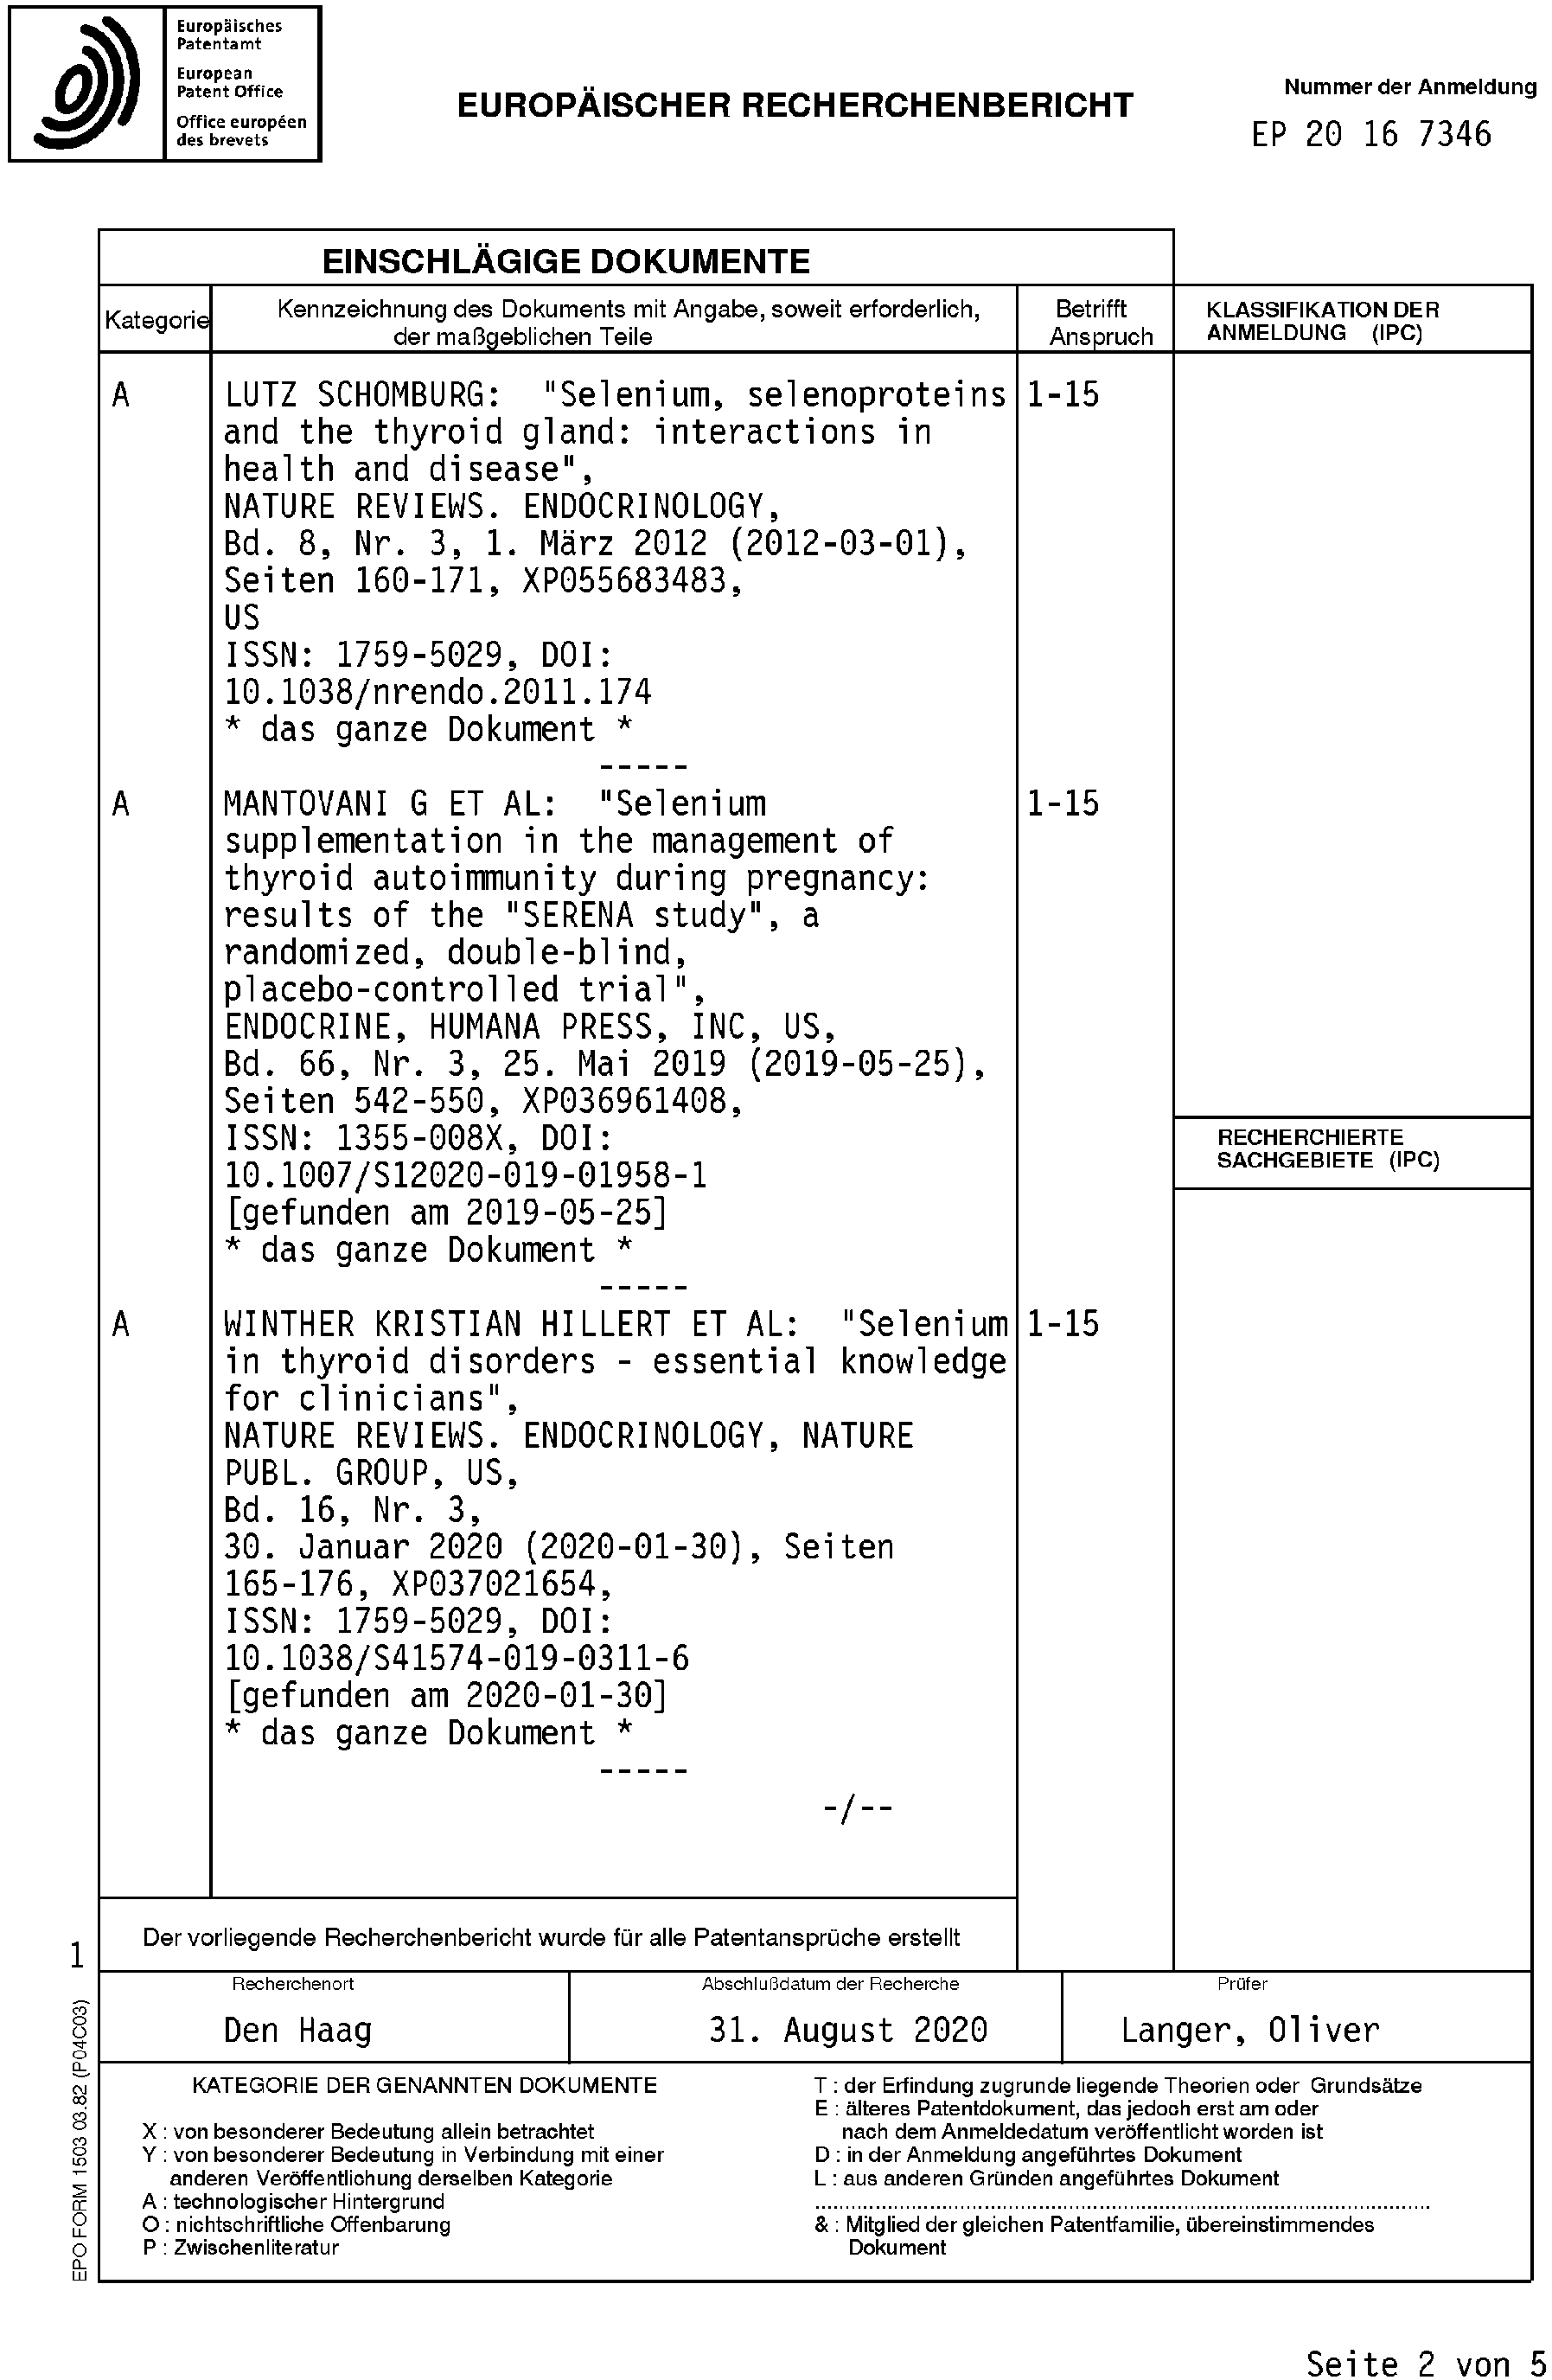 Europäisches
Patentamt
European
Patent Office
Office européen
des brevets
EUROPÄISCHER RECHERCHENBERICHT
Nummer der Anmeldung
EP 20 16 7346
EINSCHLÄGIGE DOKUMENTE
Kategorie
Kennzeichnung des Dokuments mit Angabe, soweit erforderlich,
der maßgeblichen Teile
Betrifft
Anspruch
KLASSIFIKATION DER
ANMELDUNG (IPC)
A
LUTZ SCHOMBURG: "Selenium, selenoproteins
1-15
and the thyroid gland: interactions in
health and disease",
NATURE REVIEWS. ENDOCRINOLOGY,
Bd. 8, Nr. 3, 1. März 2012 (2012-03-01),
Seiten 160-171, XP055683483,
US
ISSN: 1759-5029, DOI:
10.1038/nrendo.2011.174
* das ganze Dokument *
-----
A
MANTOVANI G ET AL: "Selenium
1-15
supplementation in the management of
thyroid autoimmunity during pregnancy:
results of the "SERENA study", a
randomized, double-blind,
placebo-controlled trial",
ENDOCRINE, HUMANA PRESS, INC, US,
Bd. 66, Nr. 3, 25. Mai 2019 (2019-05-25),
Seiten 542-550, XP036961408,
ISSN: 1355-008X, DOI:
10.1007/S12020-019-01958-1
[gefunden am 2019-05-25]
* das ganze Dokument *
-----
RECHERCHIERTE
SACHGEBIETE (IPC)
A
WINTHER KRISTIAN HILLERT ET AL: "Selenium
1-15
in thyroid disorders - essential knowledge
for clinicians",
NATURE REVIEWS. ENDOCRINOLOGY, NATURE
PUBL. GROUP, US,
Bd. 16, Nr. 3,
30. Januar 2020 (2020-01-30), Seiten
165-176, XP037021654,
ISSN: 1759-5029, DOI:
10.1038/S41574-019-0311-6
[gefunden am 2020-01-30]
* das ganze Dokument *
-----
-/--
Der vorliegende Recherchenbericht wurde für alle Patentansprüche erstellt
1
Recherchenort
Abschlußdatum der Recherche
Prüfer
Den Haag
31. August 2020
Langer, Oliver
KATEGORIE DER GENANNTEN DOKUMENTE
X : von besonderer Bedeutung allein betrachtet
Y : von besonderer Bedeutung in Verbindung mit einer
anderen Veröffentlichung derselben Kategorie
A : technologischer Hintergrund
O : nichtschriftliche Offenbarung
P : Zwischenliteratur
T : der Erfindung zugrunde liegende Theorien oder Grundsätze
E : älteres Patentdokument, das jedoch erst am oder
nach dem Anmeldedatum veröffentlicht worden ist
D : in der Anmeldung angeführtes Dokument
L : aus anderen Gründen angeführtes Dokument
& : Mitglied der gleichen Patentfamilie, übereinstimmendes
Dokument
EPO FORM 1503 03.82 (P04C03)
Seite 2 von 5